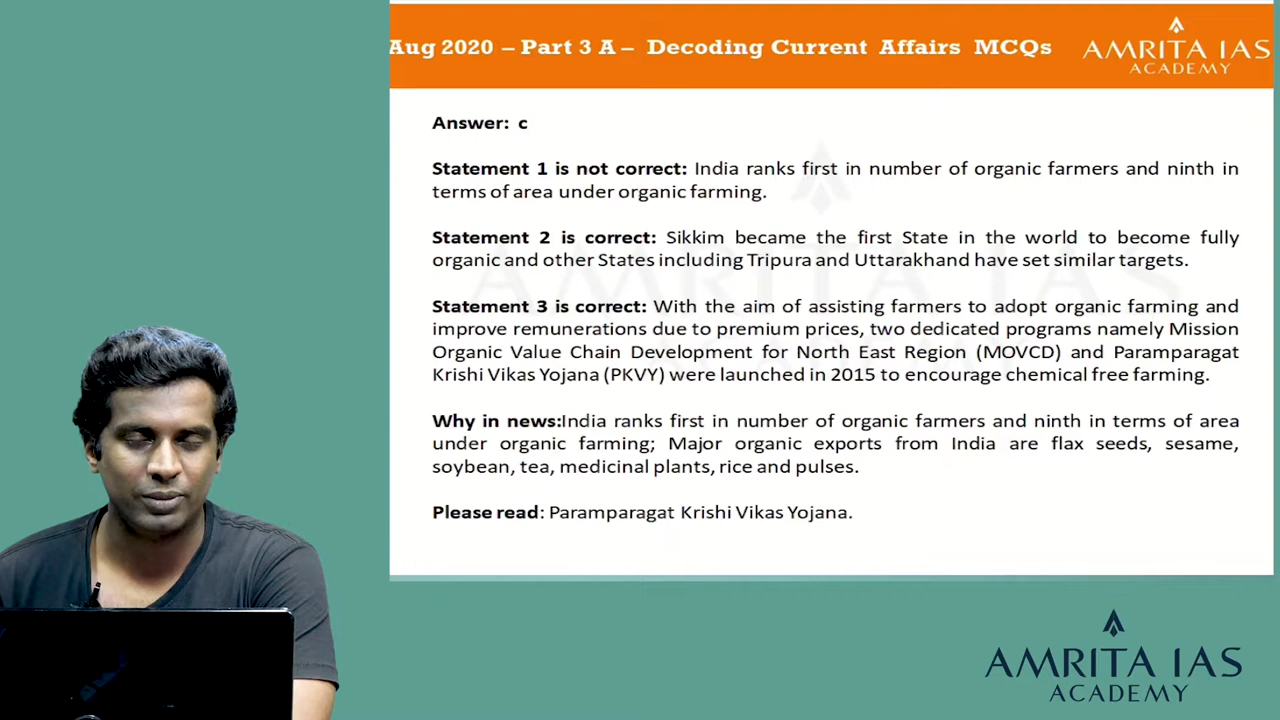 Aug 2020 – Part 3 A – Decoding Current Affairs MCQs
AMRITA IAS
ACADEMY
Answer: c
Statement 1 is not correct: India ranks first in number of organic farmers and ninth in
terms of area under organic farming.
Statement 2 is correct: Sikkim became the first State in the world to become fully
organic and other States including Tripura and Uttarakhand have set similar targets.
Statement 3 is correct: With the aim of assisting farmers to adopt organic farming and
improve remunerations due to premium prices, two dedicated programs namely Mission
Organic Value Chain Development for North East Region (MOVCD) and Paramparagat
Krishi Vikas Yojana (PKVY) were launched in 2015 to encourage chemical free farming.
Why in news:India ranks first in number of organic farmers and ninth in terms of area
under organic farming; Major organic exports from India are flax seeds, sesame,
soybean, tea, medicinal plants, rice and pulses.
Please read: Paramparagat Krishi Vikas Yojana.
AMRITA IAS
ACADEMY